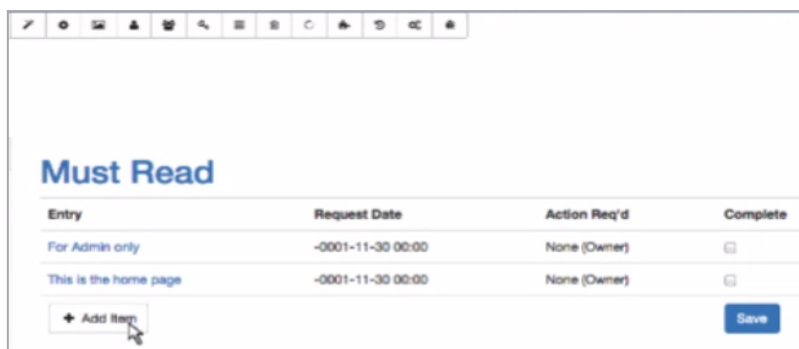 Must Read
Entry Request Date Action Req'd Complete
For Admin only -0001-11-30 00:00 None (Owner)
This is the home page -0001-11-30 00:00 None (Owner)
+ Add Item Save